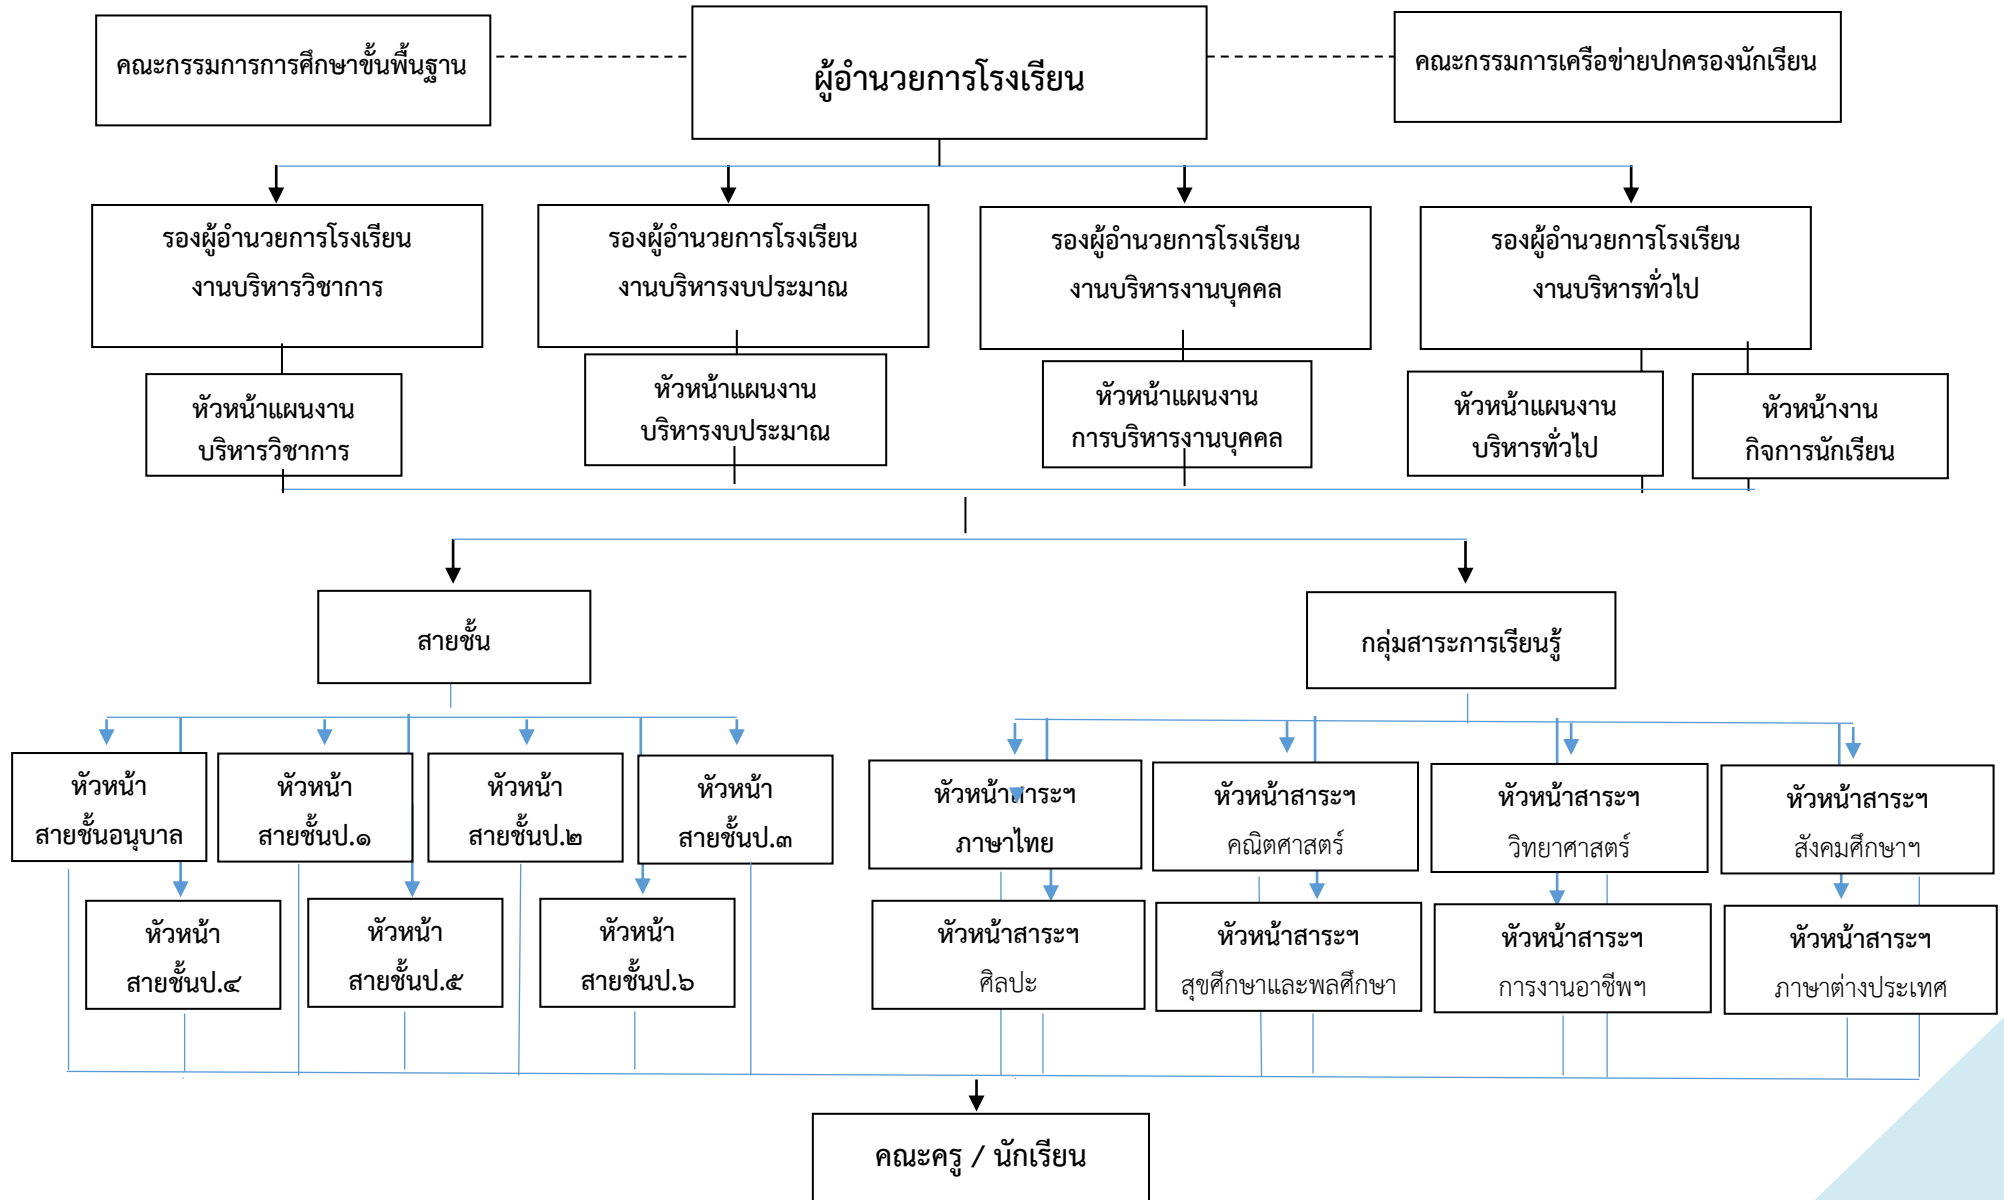 คณะกรรมการการศึกษาขั้นพื้นฐาน
ผู้อำนวยการโรงเรียน
คณะกรรมการเครือข่ายปกครองนักเรียน
รองผู้อำนวยการโรงเรียน
งานบริหารวิชาการ
รองผู้อำนวยการโรงเรียน
งานบริหารงบประมาณ
รองผู้อำนวยการโรงเรียน
งานบริหารงานบุคคล
รองผู้อำนวยการโรงเรียน
งานบริหารทั่วไป
หัวหน้าแผนงาน
บริหารวิชาการ
หัวหน้าแผนงาน
บริหารงบประมาณ
หัวหน้าแผนงาน
การบริหารงานบุคคล
หัวหน้าแผนงาน
บริหารทั่วไป
หัวหน้างาน
กิจการนักเรียน
สายชั้น
กลุ่มสาระการเรียนรู้
หัวหน้า
สายชั้นอนุบาล
หัวหน้า
สายชั้นป.๑
หัวหน้า
สายชั้นป.๒
หัวหน้า
สายชั้นป.๓
หัวหน้าสาระฯ
ภาษาไทย
หัวหน้าสาระฯ
คณิตศาสตร์
หัวหน้าสาระฯ
วิทยาศาสตร์
หัวหน้าสาระฯ
สังคมศึกษาฯ
หัวหน้า
สายชั้นป.๔
หัวหน้า
สายชั้นป.๕
หัวหน้า
สายชั้นป.๖
หัวหน้าสาระฯ
ศิลปะ
หัวหน้าสาระฯ
สุขศึกษาและพลศึกษา
หัวหน้าสาระฯ
การงานอาชีพฯ
หัวหน้าสาระฯ
ภาษาต่างประเทศ
คณะครู / นักเรียน